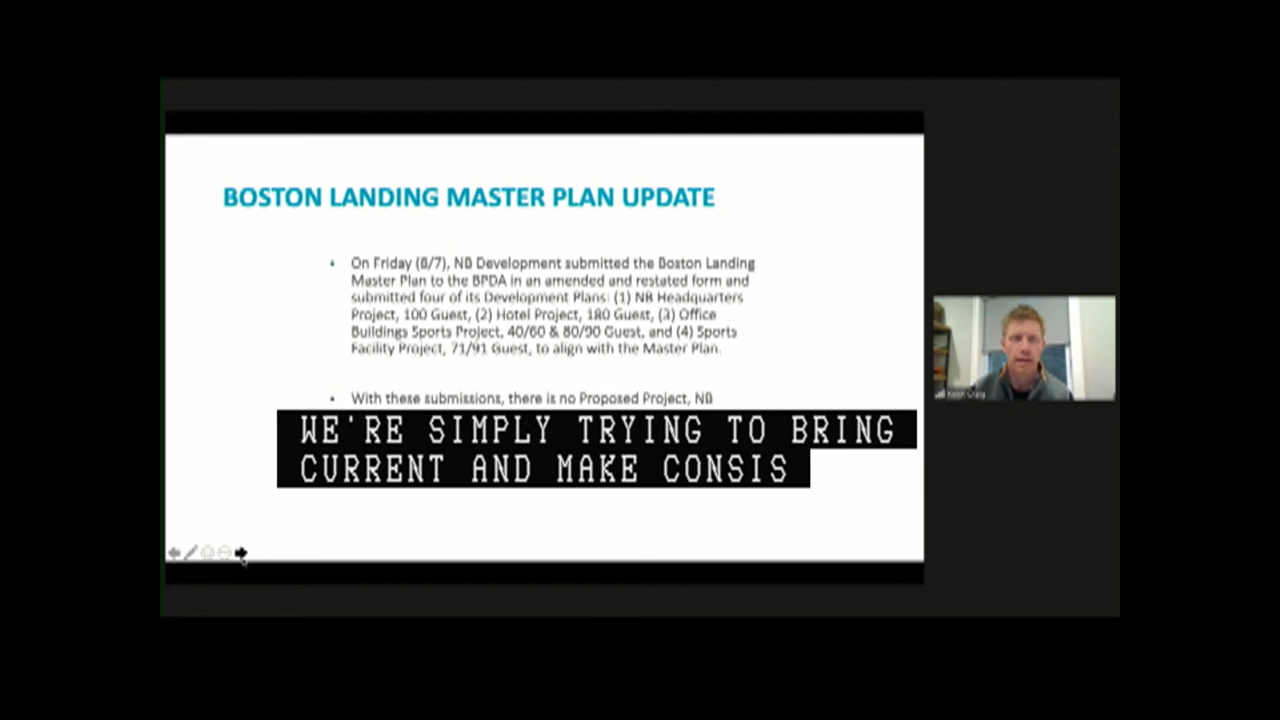 BOSTON LANDING MASTER PLAN UPDATE
• On Friday (8/7), NB Development submitted the Boston Landing
Master Plan to the BPDA in an amended and restated form and
submitted four of its Development Plans: (1) NB Headquarters
Project, 100 Guest, (2) Hotel Project, 180 Guest, (3) Office
Buildings Sports Project, 40/60 & 80/90 Guest, and (4) Sports
Facility Project, 71/91 Guest, to align with the Master Plan.
• With these submissions, there is no Proposed Project, NB
WE'RE SIMPLY TRYING TO BRING
CURRENT AND MAKE CONSIS
Craig